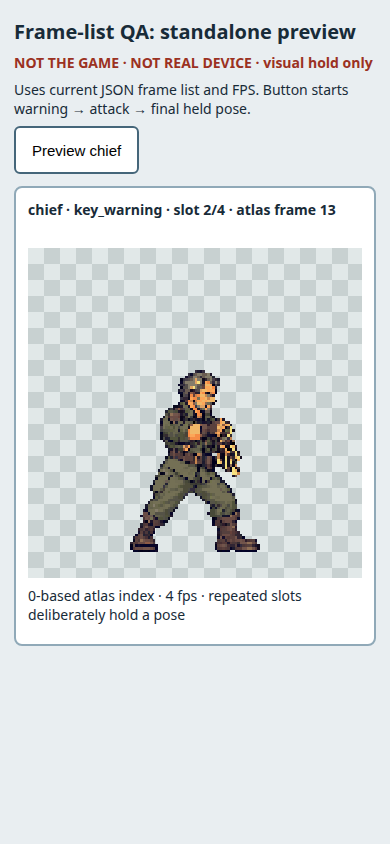 Frame-list QA: standalone preview
NOT THE GAME · NOT REAL DEVICE · visual hold only
Uses current JSON frame list and FPS. Button starts
warning → attack → final held pose.
Preview chief
chief · key_warning · slot 2/4 · atlas frame 13
0-based atlas index · 4 fps · repeated slots
deliberately hold a pose